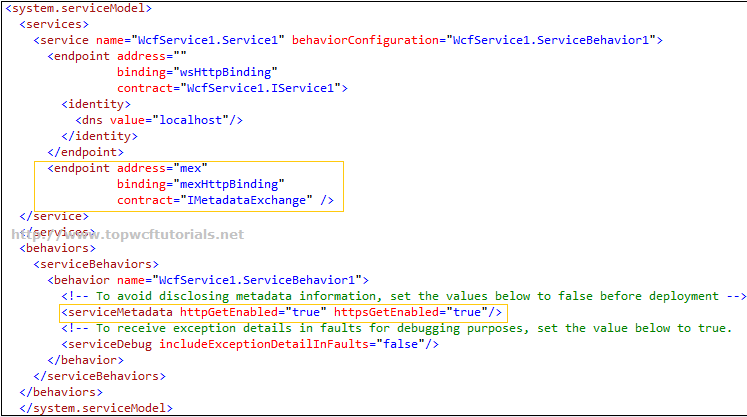 <system.serviceModel>
<services>
<service name="WcfService1.Service1" behaviorConfiguration="WcfService1.ServiceBehavior1">
<endpoint address=""
binding="wsHttpBinding"
contract="WcfService1.IService1">
<identity>
<dns value="localhost"/>
</identity>
</endpoint>
<endpoint address="mex"
binding="mexHttpBinding"
contract="IMetadataExchange" />
</service>
</services>
http://www.topwcftutorials.net
<behaviors>
<serviceBehaviors>
<behavior name="WcfService1.ServiceBehavior1">
<!-- To avoid disclosing metadata information, set the values below to false before deployment -->
<serviceMetadata httpGetEnabled="true" httpsGetEnabled="true"/>
<!-- To receive exception details in faults for debugging purposes, set the value below to true.
<serviceDebug includeExceptionDetailInFaults="false"/>
</behavior>
</serviceBehaviors>
</behaviors>
</system.serviceModel>